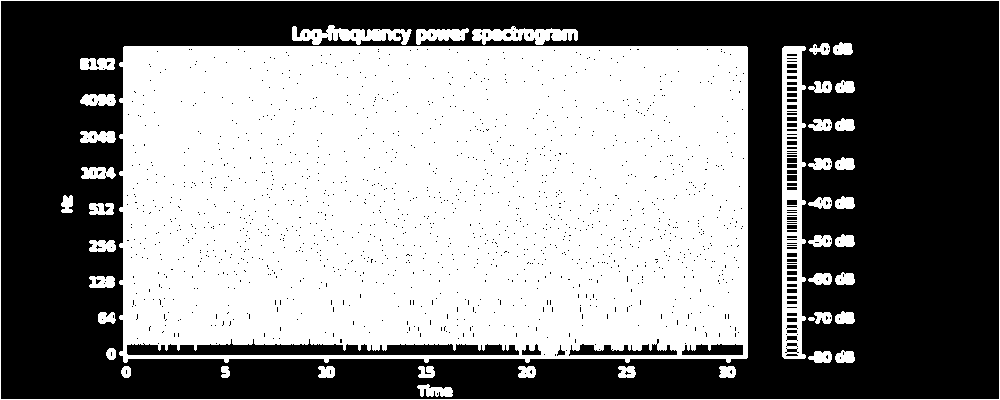 Log-frequency power spectrogram
8192
4096
2048
1024
512
256
128
64
0
Hz
0 5 10 15 20 25 30
Time
+0 dB
-10 dB
-20 dB
-30 dB
-40 dB
-50 dB
-60 dB
-70 dB
-80 dB